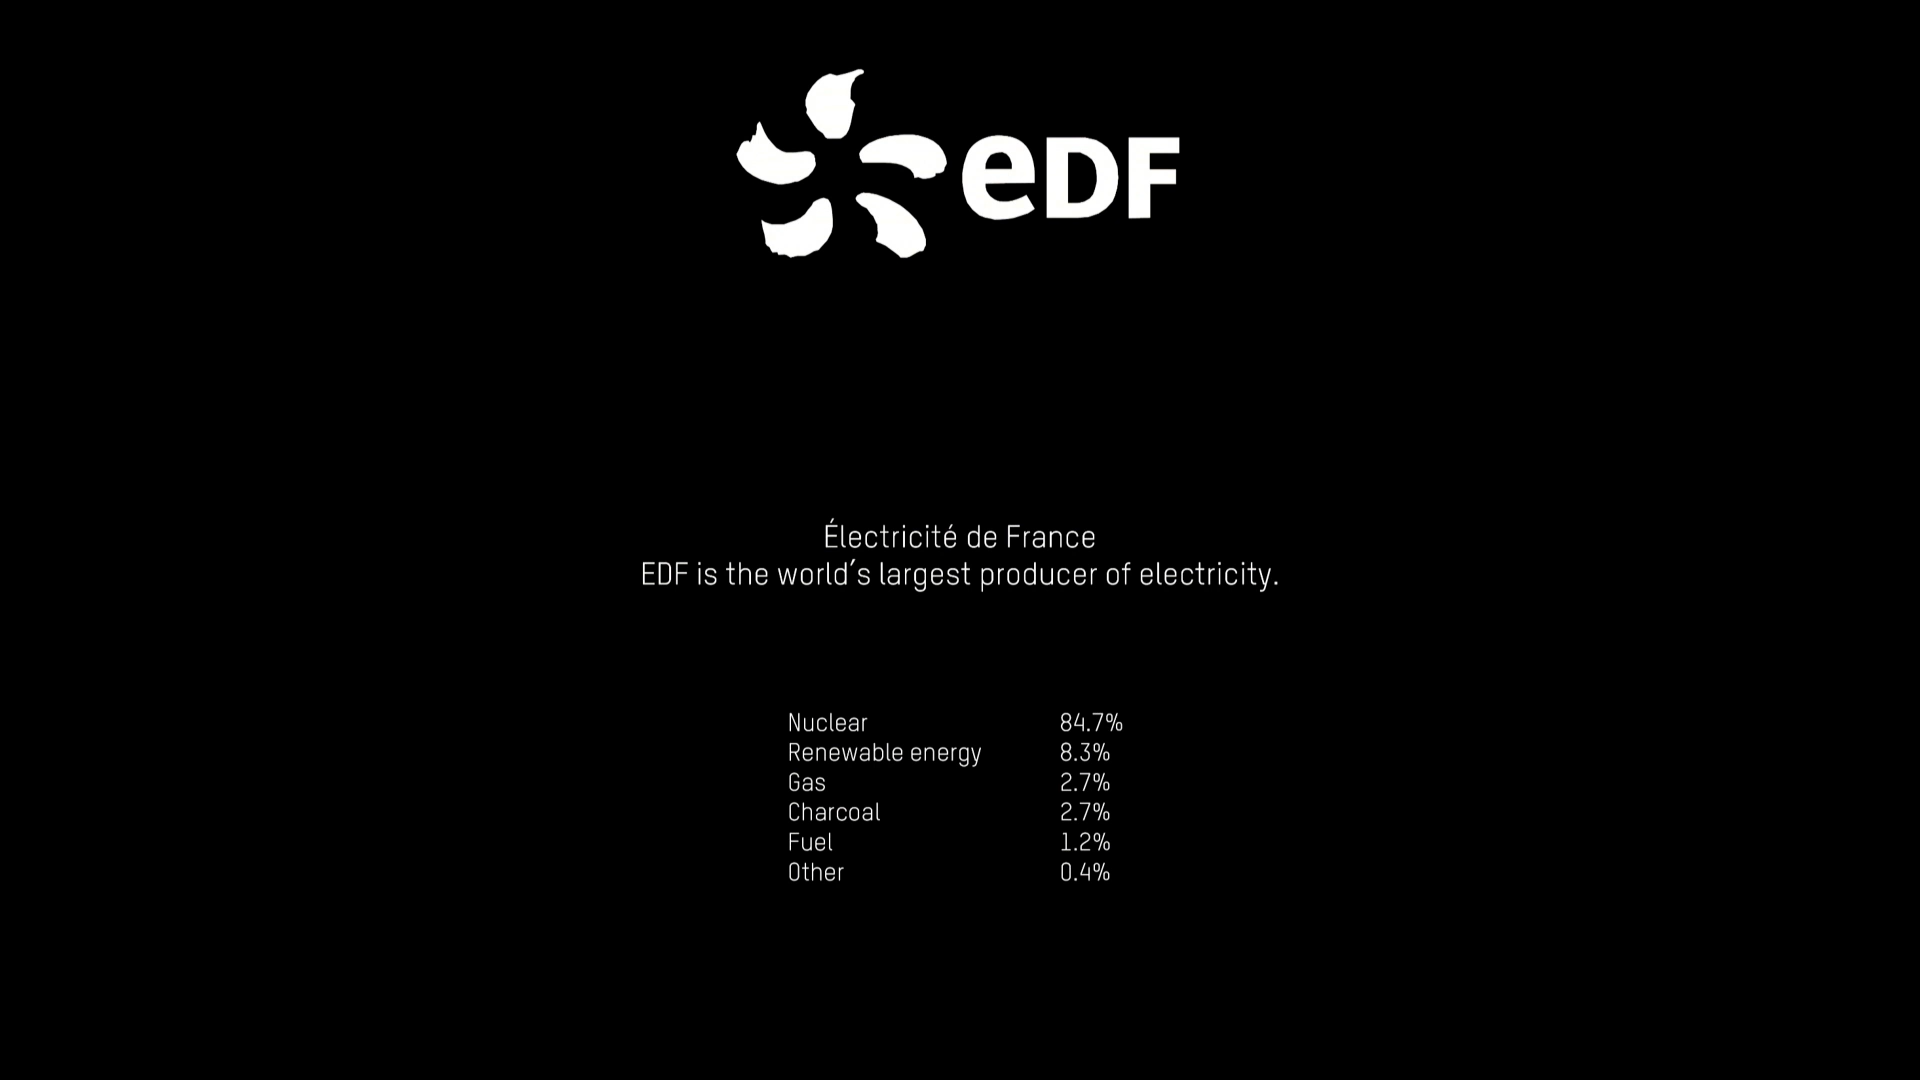 eDF
Électricité de France
EDF is the world´s largest producer of electricity.
Nuclear 84.7%
Renewable energy 8.3%
Gas 2.7%
Charcoal 2.7%
Fuel 1.2%
Other 0.4%